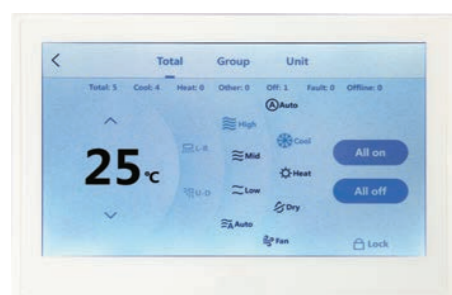 Total Group Unit
Total: 5 Cool: 4 Heat: 0 Other: 0 Off: 1 Fault: 0 Offline: 0
A Auto
High
Cool
L-R
Mid
All on
25°C
Heat
U-D
Low
All off
Dry
A Auto
Fan
Lock